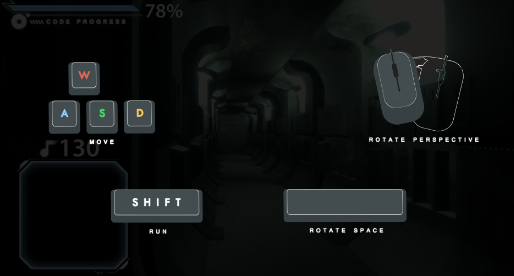 78%
CODE PROGRESS
W
A S D
MOVE
130
ROTATE PERSPECTIVE
SHIFT
RUN
ROTATE SPACE